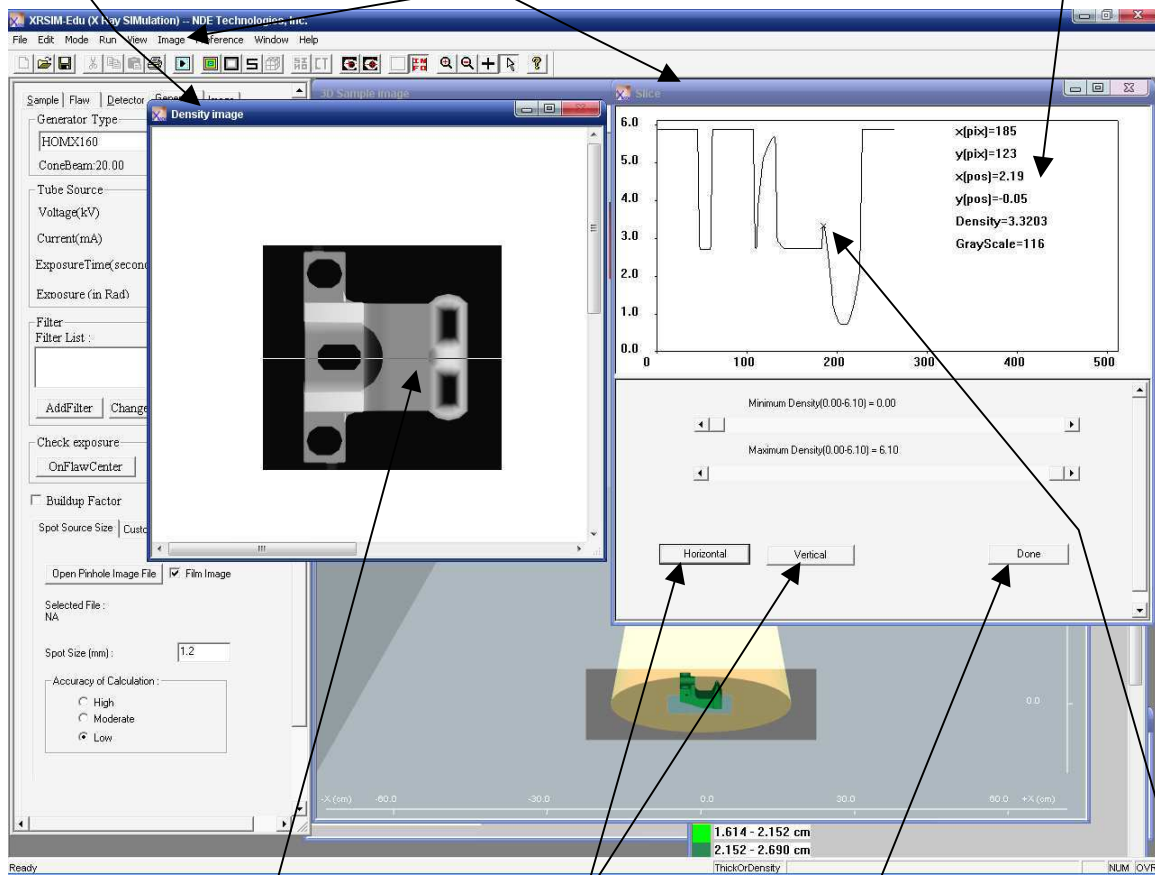 XRSIM-Edu (X Ray SIMulation) -- NDE Technologies, Inc.
File Edit Mode Run View Image Preference Window Help
CT
S
?
3D Sample image
Slice
Sample Flaw Detector
Density image
Generator Type
HOMX160
ConeBeam:20.00
Tube Source
Voltage(kV)
Current(mA)
Exposure (in Rad)
Filter
Filter List :
AddFilter
Check exposure
OnFlawCenter
Buildup Factor
Spot Source Size
Open Pinhole Image File Film Image
Selected File :
NA
Spot Size (mm) : 1.2
Accuracy of Calculation :
High
Moderate
Low
6.0
5.0
4.0
3.0
2.0
1.0
0.0
0 100 200 300 400 500
x(pix)=185
y(pix)=123
x(pos)=2.19
y(pos)=-0.05
Density=3.3203
GrayScale=116
Minimum Density(0.00-6.10) = 0.00
Maximum Density(0.00-6.10) = 6.10
Horizontal Vertical Done
0.0
-X (cm) -60.0 -30.0 0.0 30.0 60.0 +X (cm)
1.614 - 2.152 cm
2.152 - 2.690 cm
Ready ThickOrDensity NUM OVR